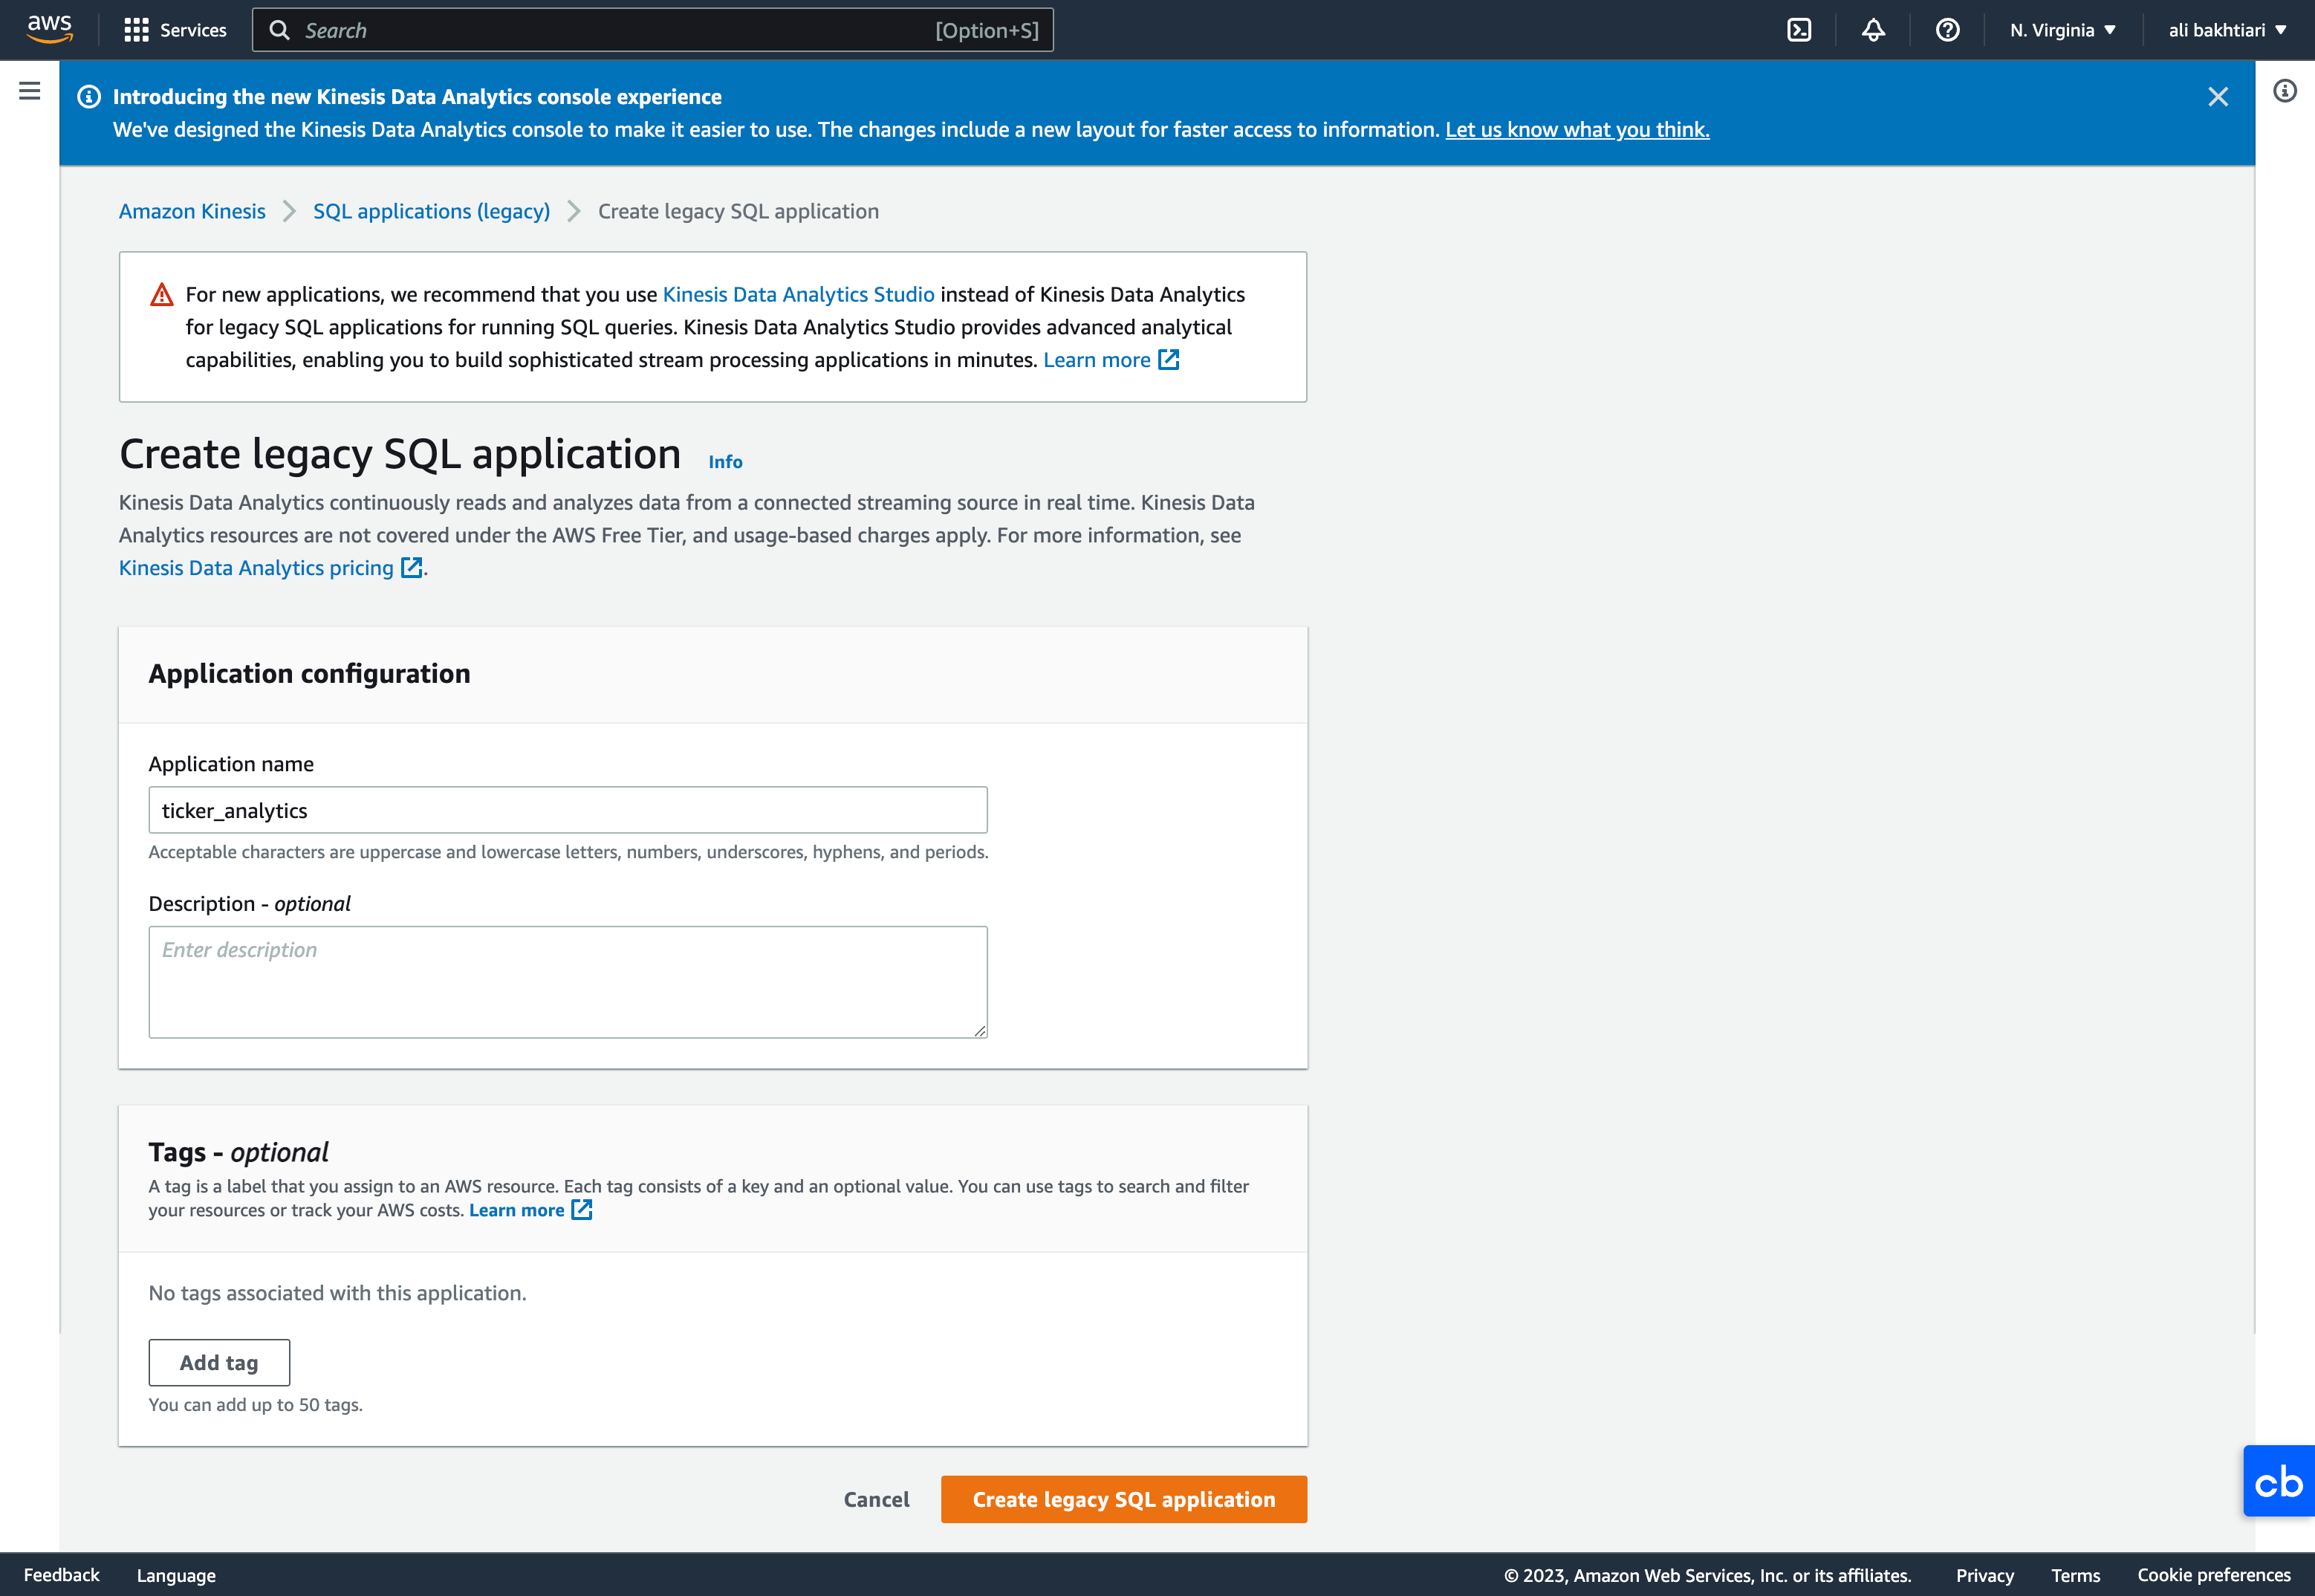 aws
Services
Search
[Option+S]
N. Virginia
ali bakhtiari
Introducing the new Kinesis Data Analytics console experience
We've designed the Kinesis Data Analytics console to make it easier to use. The changes include a new layout for faster access to information. Let us know what you think.
Amazon Kinesis
SQL applications (legacy)
Create legacy SQL application
For new applications, we recommend that you use Kinesis Data Analytics Studio instead of Kinesis Data Analytics
for legacy SQL applications for running SQL queries. Kinesis Data Analytics Studio provides advanced analytical
capabilities, enabling you to build sophisticated stream processing applications in minutes. Learn more
Create legacy SQL application
Info
Kinesis Data Analytics continuously reads and analyzes data from a connected streaming source in real time. Kinesis Data
Analytics resources are not covered under the AWS Free Tier, and usage-based charges apply. For more information, see
Kinesis Data Analytics pricing .
Application configuration
Application name
ticker_analytics
Acceptable characters are uppercase and lowercase letters, numbers, underscores, hyphens, and periods.
Description - optional
Enter description
Tags - optional
A tag is a label that you assign to an AWS resource. Each tag consists of a key and an optional value. You can use tags to search and filter
your resources or track your AWS costs. Learn more
No tags associated with this application.
Add tag
You can add up to 50 tags.
Cancel
Create legacy SQL application
cb
Feedback
Language
© 2023, Amazon Web Services, Inc. or its affiliates.
Privacy
Terms
Cookie preferences